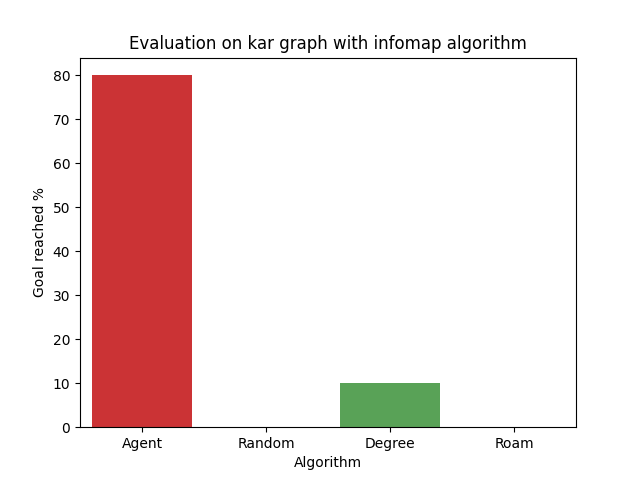 Evaluation on kar graph with infomap algorithm
80
70
60
50
40
30
20
10
0
Goal reached %
Agent Random Degree Roam
Algorithm